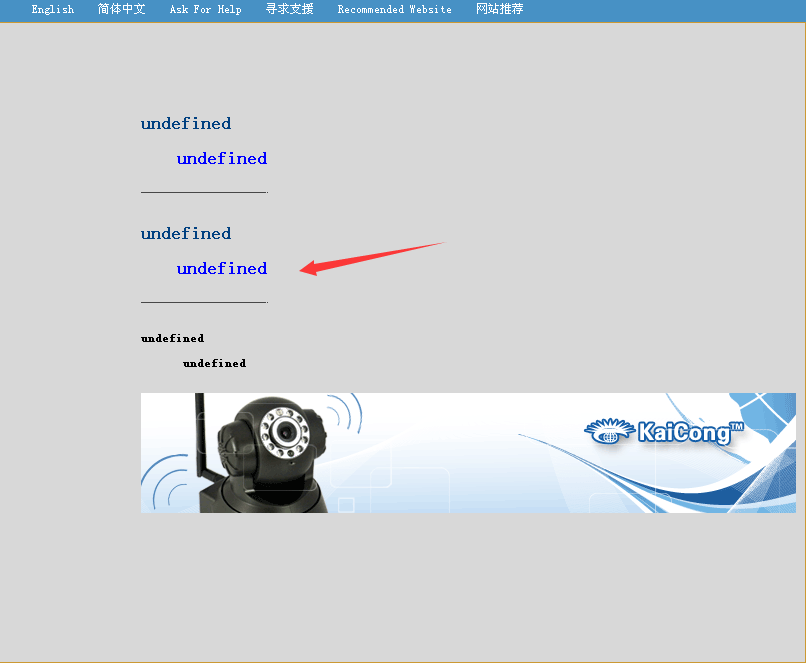 English 简体中文 Ask For Help 寻求支援 Recommended Website 网站推荐
undefined
undefined
undefined
undefined
undefined
undefined
KaiCong™